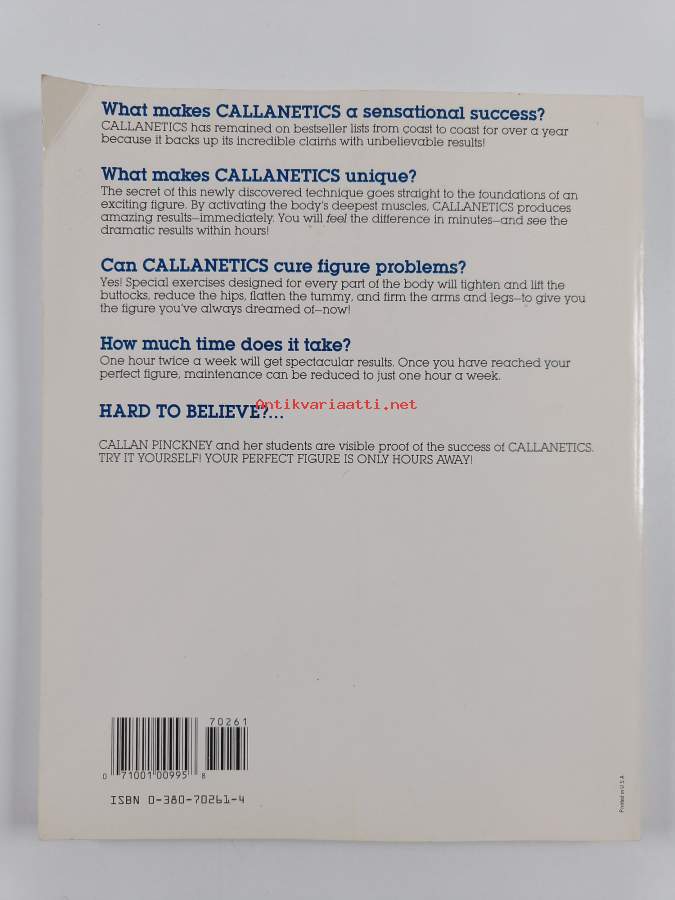 What makes CALLANETICS a sensational success?
CALLANETICS has remained on bestseller lists from coast to coast for over a year
because it backs up its incredible claims with unbelievable results!
What makes CALLANETICS unique?
The secret of this newly discovered technique goes straight to the foundations of an
exciting figure. By activating the body's deepest muscles, CALLANETICS produces
amazing results—immediately. You will feel the difference in minutes—and see the
dramatic results within hours!
Can CALLANETICS cure figure problems?
Yes! Special exercises designed for every part of the body will tighten and lift the
buttocks, reduce the hips, flatten the tummy, and firm the arms and legs—to give you
the figure you've always dreamed of—now!
How much time does it take?
One hour twice a week will get spectacular results. Once you have reached your
perfect figure, maintenance can be reduced to just one hour a week.
HARD TO BELIEVE?...
Antikvariaatti.net
CALLAN PINCKNEY and her students are visible proof of the success of CALLANETICS.
TRY IT YOURSELF! YOUR PERFECT FIGURE IS ONLY HOURS AWAY!
70261
0 71001 00995 8
ISBN 0-380-70261-4
Printed in U.S.A.